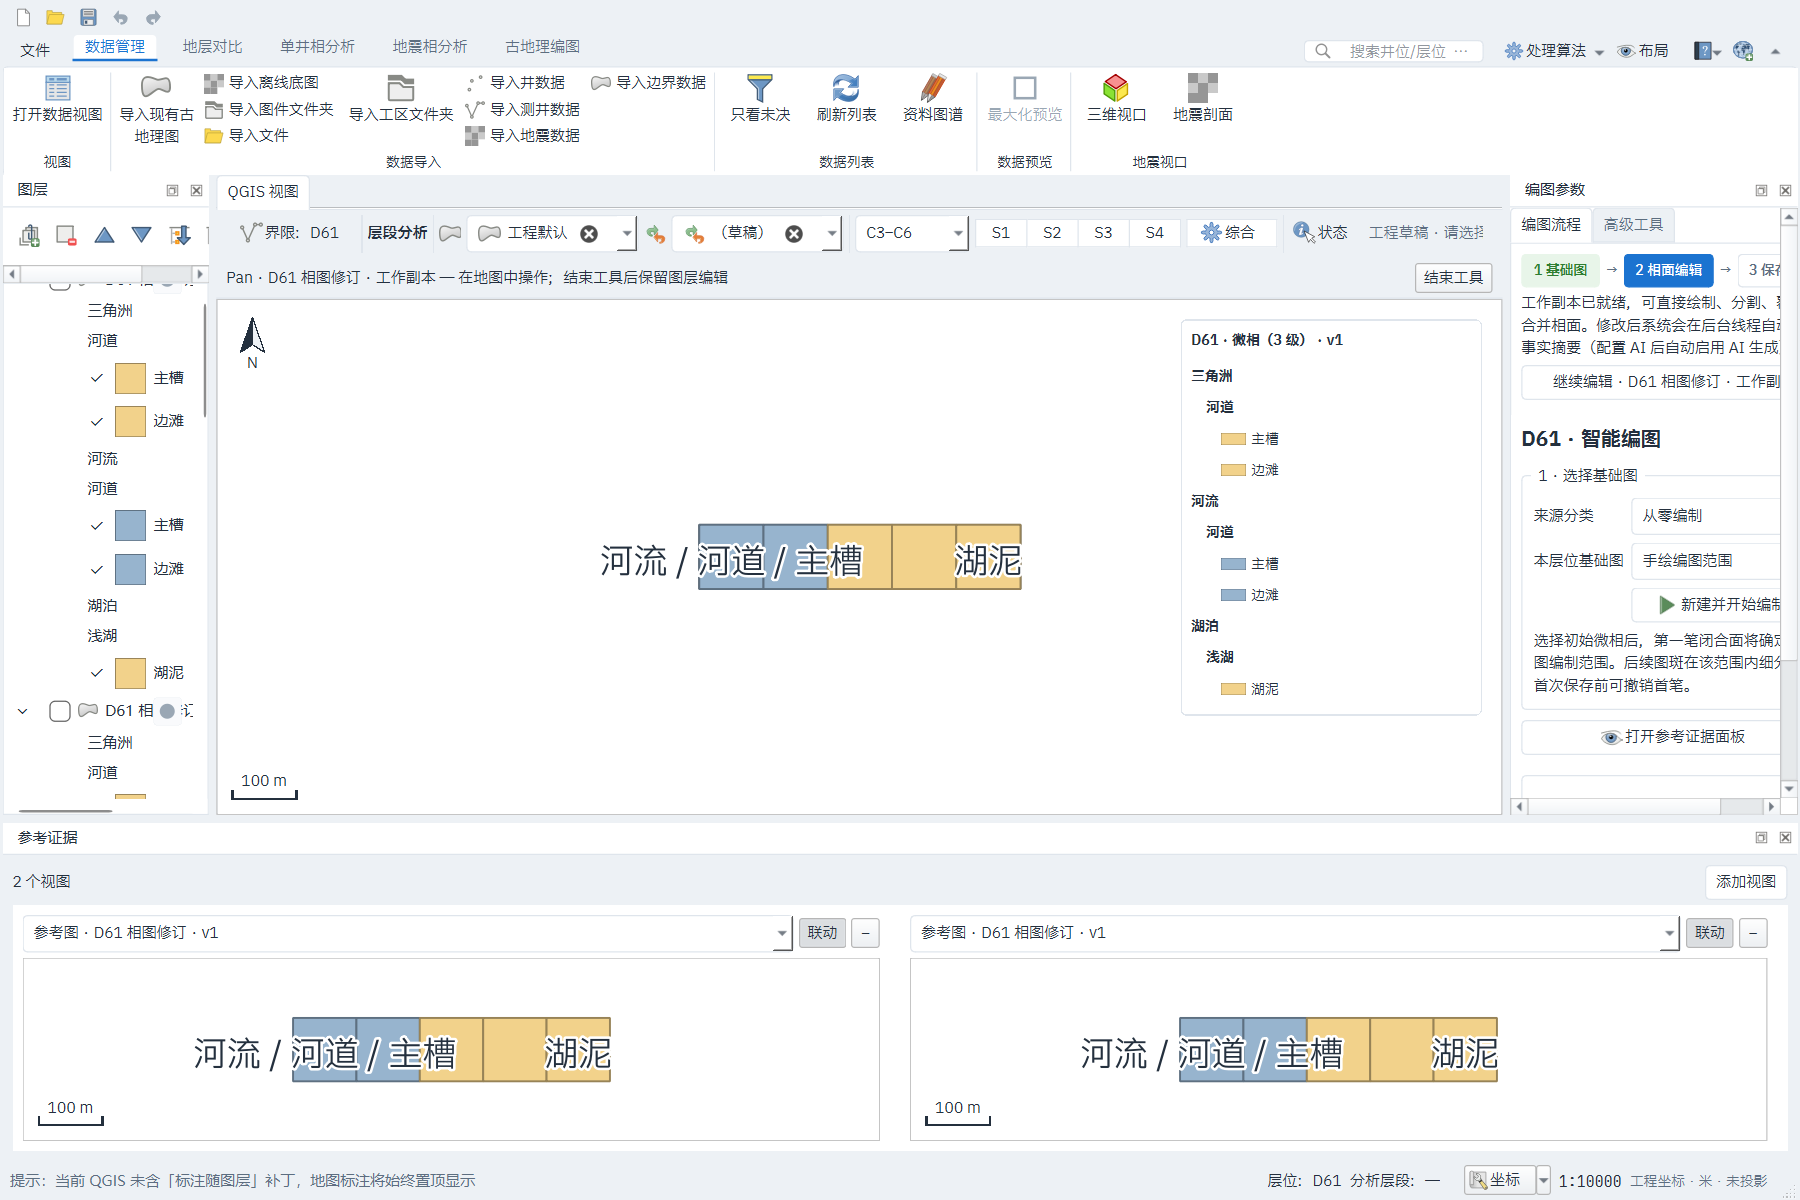 文件
数据管理
地层对比
单井相分析
地震相分析
古地理编图
搜索井位/层位 ···
处理算法
布局
打开数据视图
导入现有古地理图
导入离线底图
导入图件文件夹
导入文件
导入工区文件夹
导入井数据
导入测井数据
导入地震数据
导入边界数据
只看未决
刷新列表
资料图谱
最大化预览
三维视口
地震剖面
视图
数据导入
数据列表
数据预览
地震视口
图层
三角洲
河道
主槽
边滩
河流
河道
主槽
边滩
湖泊
浅湖
湖泥
D61 相
三角洲
河道
QGIS 视图
界限: D61
层段分析
工程默认
（草稿）
C3−C6
S1
S2
S3
S4
综合
状态
工程草稿 · 请选择
Pan · D61 相图修订 · 工作副本 — 在地图中操作；结束工具后保留图层编辑
结束工具
N
河流 / 河道 / 主槽
湖泥
100 m
D61 · 微相（3 级） · v1
三角洲
河道
主槽
边滩
河流
河道
主槽
边滩
湖泊
浅湖
湖泥
编图参数
编图流程
高级工具
1 基础图
→
2 相面编辑
→
3 保存
工作副本已就绪，可直接绘制、分割、
合并相面。修改后系统会在后台线程自动
事实摘要（配置 AI 后自动启用 AI 生成
继续编辑 · D61 相图修订 · 工作副
D61 · 智能编图
1 · 选择基础图
来源分类
从零编制
本层位基础图
手绘编图范围
新建并开始编制
选择初始微相后，第一笔闭合面将确定
图编制范围。后续图斑在该范围内细分
首次保存前可撤销首笔。
打开参考证据面板
参考证据
2 个视图
添加视图
参考图 · D61 相图修订 · v1
联动
−
参考图 · D61 相图修订 · v1
联动
−
河流 / 河道 / 主槽
湖泥
100 m
河流 / 河道 / 主槽
湖泥
100 m
提示: 当前 QGIS 未含「标注随图层」补丁，地图标注将始终置顶显示
层位: D61 分析层段: —
坐标
1:10000
工程坐标 · 米 · 未投影